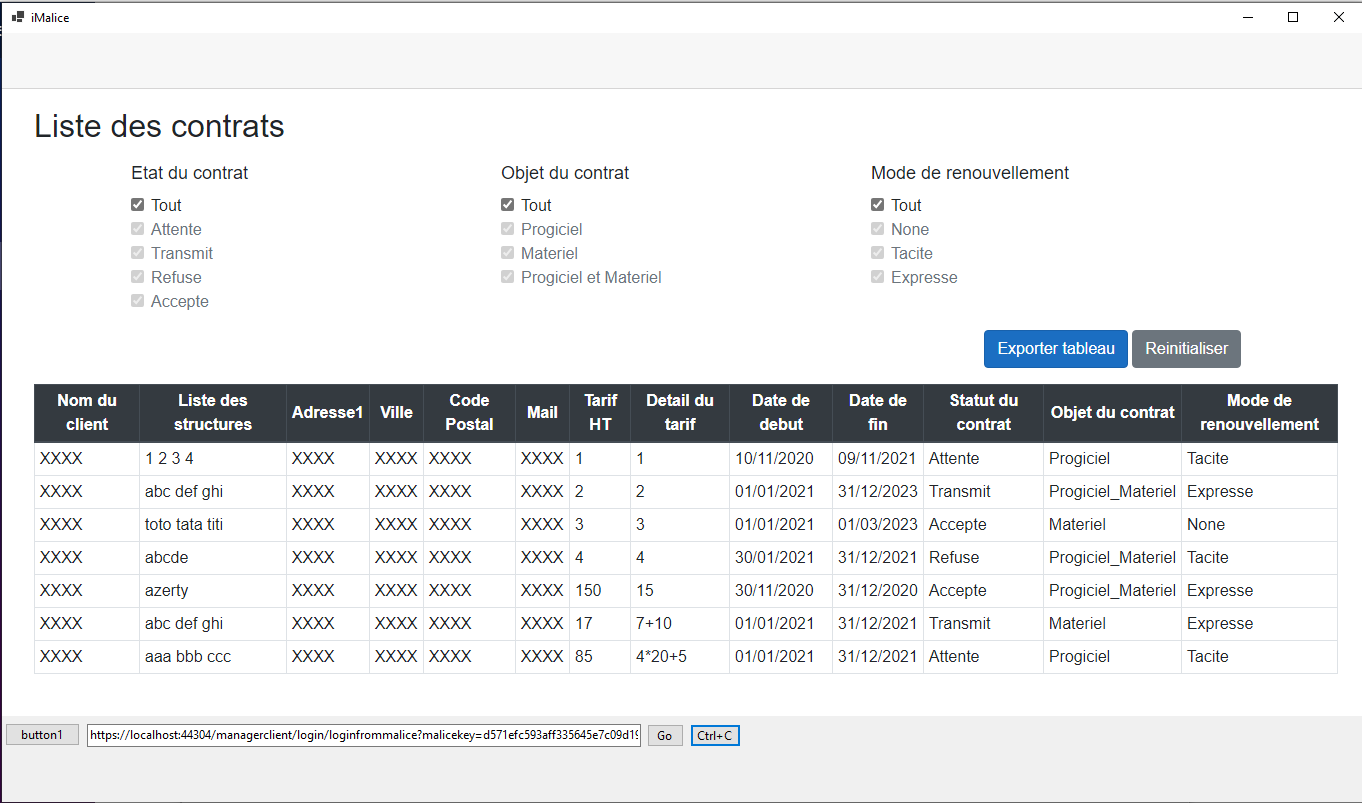 iMalice
Liste des contrats
Etat du contrat Objet du contrat Mode de renouvellement
Tout Tout Tout
Attente Progiciel None
Transmit Materiel Tacite
Refuse Progiciel et Materiel Expresse
Accepte
Exporter tableau Reinitialiser
Nom du client Liste des structures Adresse1 Ville Code Postal Mail Tarif HT Detail du tarif Date de debut Date de fin Statut du contrat Objet du contrat Mode de renouvellement
XXXX 1 2 3 4 XXXX XXXX XXXX XXXX 1 1 10/11/2020 09/11/2021 Attente Progiciel Tacite
XXXX abc def ghi XXXX XXXX XXXX XXXX 2 2 01/01/2021 31/12/2023 Transmit Progiciel_Materiel Expresse
XXXX toto tata titi XXXX XXXX XXXX XXXX 3 3 01/01/2021 01/03/2023 Accepte Materiel None
XXXX abcde XXXX XXXX XXXX XXXX 4 4 30/01/2021 31/12/2021 Refuse Progiciel_Materiel Tacite
XXXX azerty XXXX XXXX XXXX XXXX 150 15 30/11/2020 31/12/2020 Accepte Progiciel_Materiel Expresse
XXXX abc def ghi XXXX XXXX XXXX XXXX 17 7+10 01/01/2021 31/12/2021 Transmit Materiel Expresse
XXXX aaa bbb ccc XXXX XXXX XXXX XXXX 85 4*20+5 01/01/2021 31/12/2021 Attente Progiciel Tacite
button1 https://localhost:44304/managerclient/login/loginfrommalice?malicekey=d571efc593aff335645e7c09d19 Go Ctrl+C